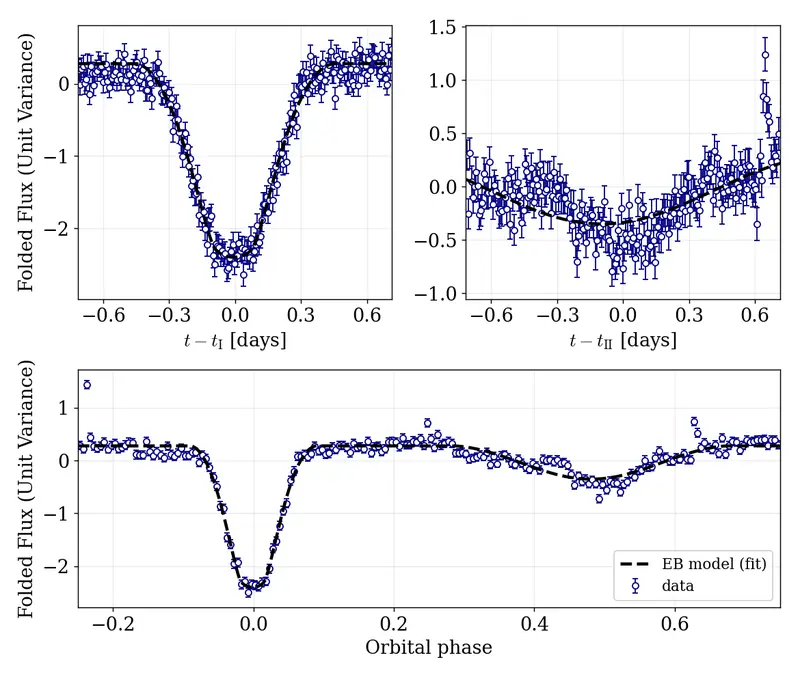 Folded Flux (Unit Variance)
0
−1
−2
−0.6 −0.3 0.0 0.3 0.6
t − tI [days]
1.5
1.0
0.5
0.0
−0.5
−1.0
−0.6 −0.3 0.0 0.3 0.6
t − tII [days]
Folded Flux (Unit Variance)
1
0
−1
−2
EB model (fit)
data
−0.2 0.0 0.2 0.4 0.6
Orbital phase